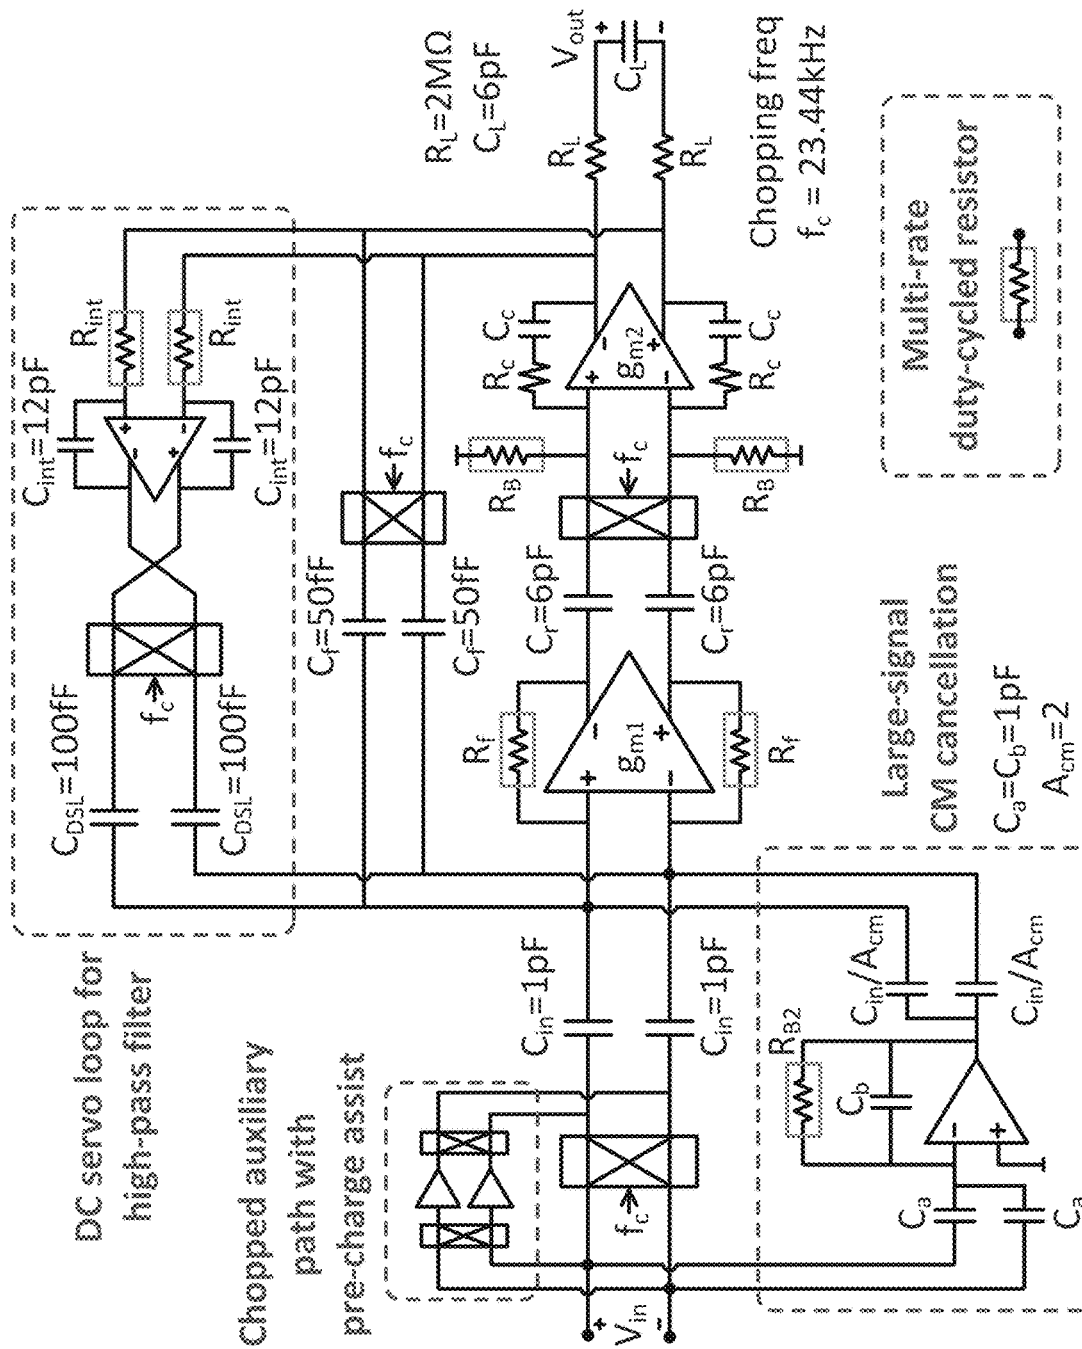 DC servo loop for
high-pass filter
C_DSL=100fF
C_DSL=100fF
f_c
C_int=12pF
C_int=12pF
+
-
-
+
R_int
R_int
Chopped auxiliary
path with
pre-charge assist
C_f=50fF
C_f=50fF
f_c
R_L=2MΩ
C_L=6pF
V_in
+
-
f_c
C_in=1pF
C_in=1pF
R_f
R_f
+
-
g_m1
-
+
C_r=6pF
C_r=6pF
f_c
R_B
R_B
R_c
C_c
R_c
C_c
+
-
g_m2
-
+
R_L
R_L
C_L
V_out
+
-
Chopping freq
f_c = 23.44kHz
C_a
C_a
R_B2
C_b
-
+
C_in/A_cm
C_in/A_cm
Large-signal
CM cancellation
C_a=C_b=1pF
A_cm=2
Multi-rate
duty-cycled resistor